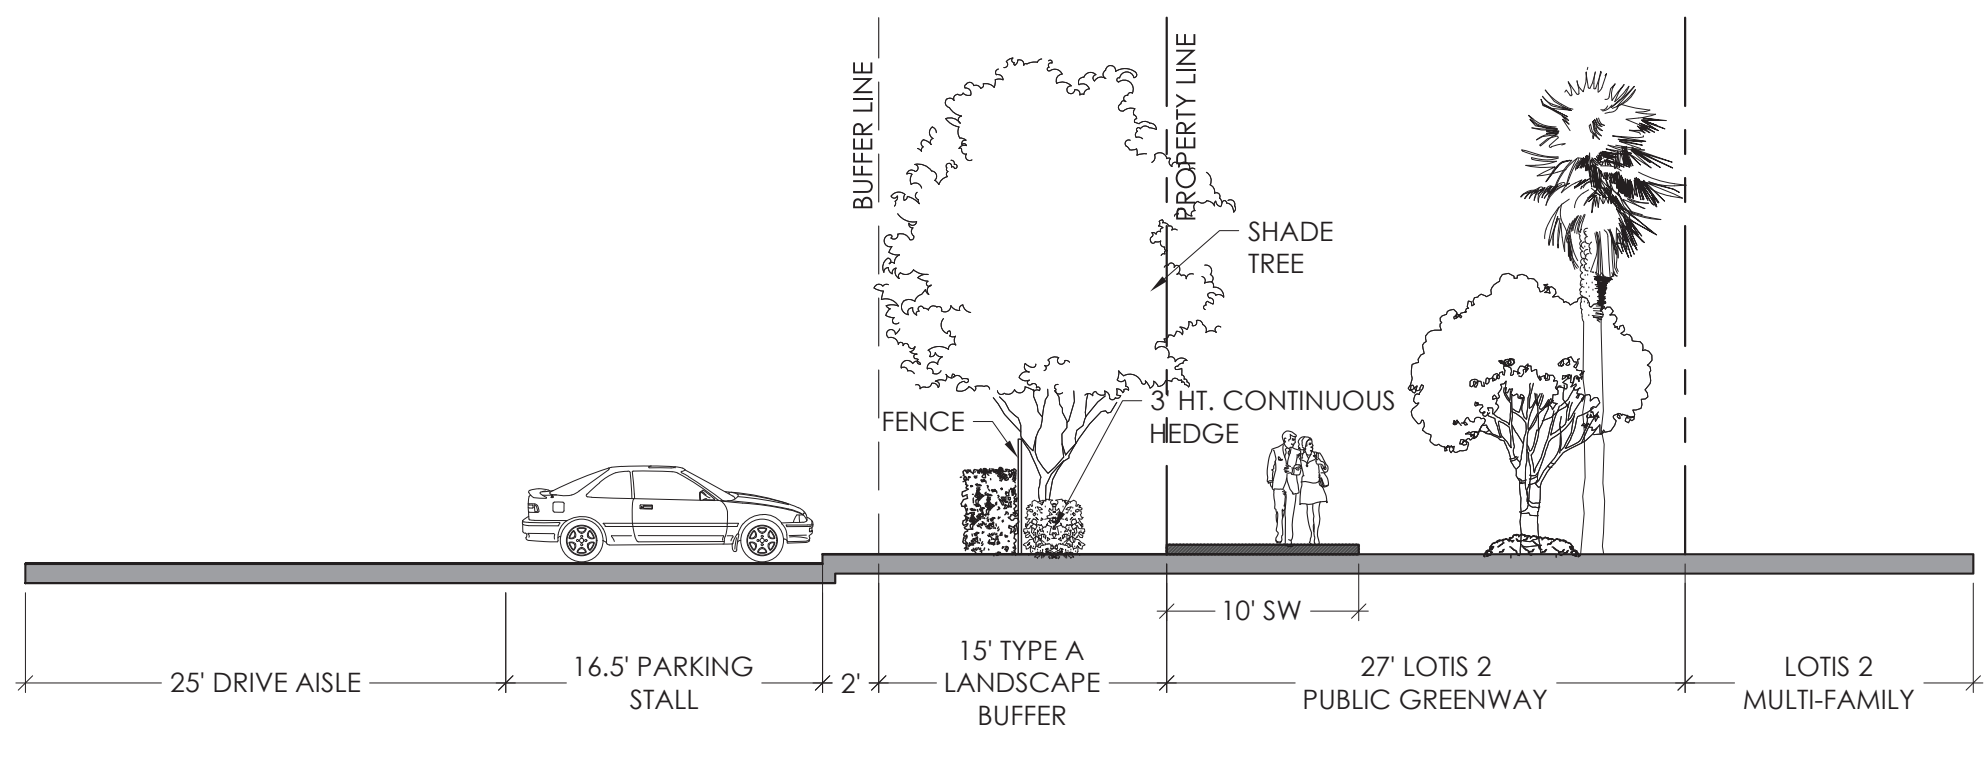 BUFFER LINE
PROPERTY LINE
SHADE
TREE
FENCE
3' HT. CONTINUOUS
HEDGE
10' SW
25' DRIVE AISLE
16.5' PARKING
STALL
2'
15' TYPE A
LANDSCAPE
BUFFER
27' LOTIS 2
PUBLIC GREENWAY
LOTIS 2
MULTI-FAMILY